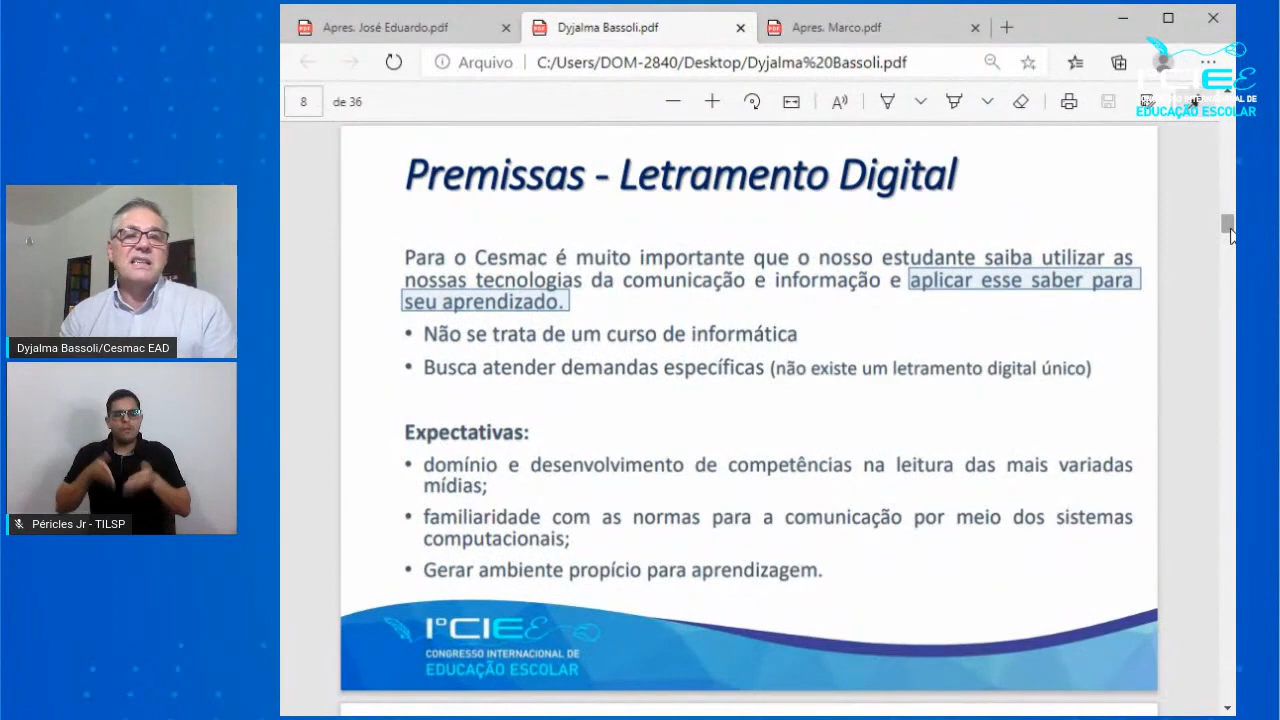 Apres. José Eduardo.pdf
Dyjalma Bassoli.pdf
Apres. Marco.pdf
Arquivo
C:/Users/DOM-2840/Desktop/Dyjalma%20Bassoli.pdf
8
de 36
IºCIEE
CONGRESSO INTERNACIONAL DE
EDUCAÇÃO ESCOLAR
Premissas - Letramento Digital
Para o Cesmac é muito importante que o nosso estudante saiba utilizar as
nossas tecnologias da comunicação e informação e aplicar esse saber para
seu aprendizado.
• Não se trata de um curso de informática
• Busca atender demandas específicas (não existe um letramento digital único)
Expectativas:
• domínio e desenvolvimento de competências na leitura das mais variadas
mídias;
• familiaridade com as normas para a comunicação por meio dos sistemas
computacionais;
• Gerar ambiente propício para aprendizagem.
IºCIEE
CONGRESSO INTERNACIONAL DE
EDUCAÇÃO ESCOLAR
Dyjalma Bassoli/Cesmac EAD
Péricles Jr - TILSP